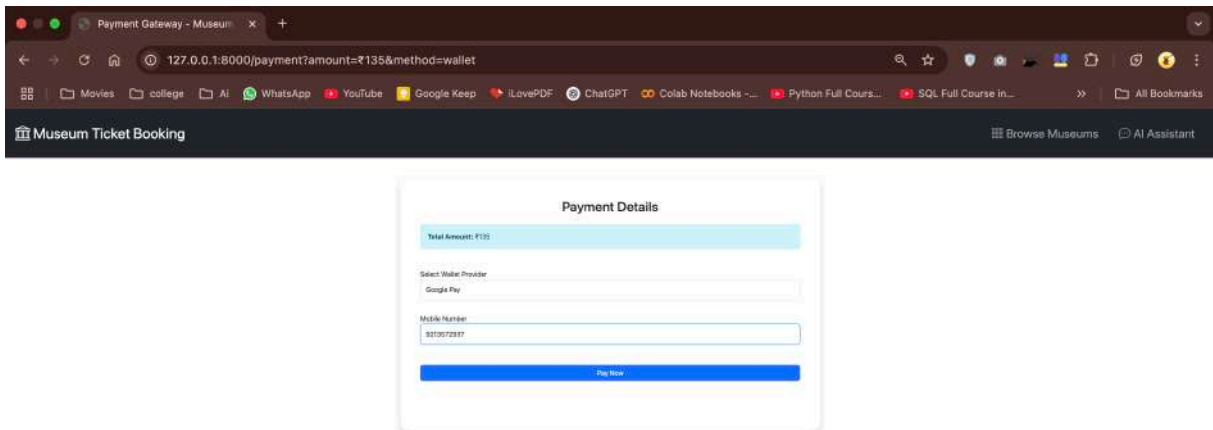 Payment Gateway - Museum
127.0.0.1:8000/payment?amount=₹135&method=wallet
Movies college Ai WhatsApp YouTube Google Keep iLovePDF ChatGPT Colab Notebooks -... Python Full Cours... SQL Full Course in... » All Bookmarks
Museum Ticket Booking Browse Museums AI Assistant
Payment Details
Total Amount: ₹135
Select Wallet Provider
Google Pay
Mobile Number
Pay Now